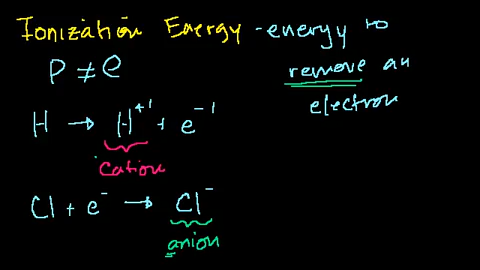 Ionization Energy - energy to
remove an
electron
P ≠ e
H → H⁺¹ + e⁻¹
cation
Cl + e⁻ → Cl⁻
anion